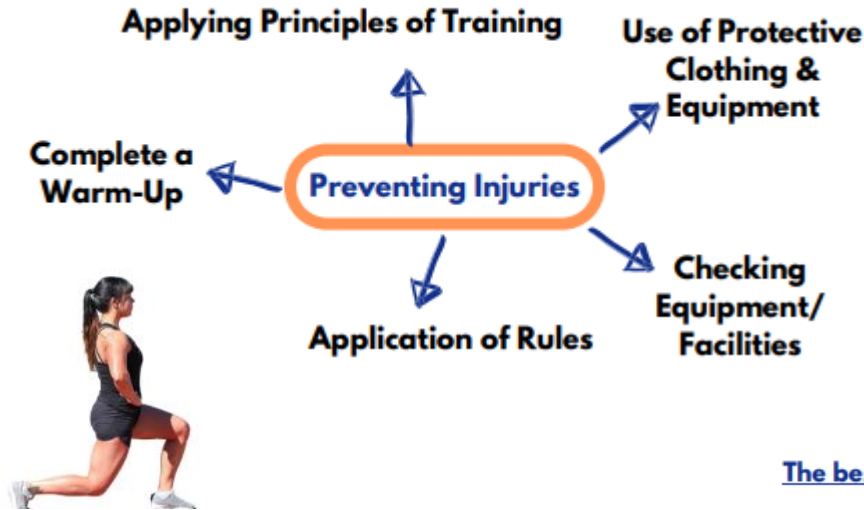 Applying Principles of Training
Use of Protective
Clothing &
Equipment
Complete a
Warm-Up
Preventing Injuries
Checking
Equipment/
Facilities
Application of Rules
The be